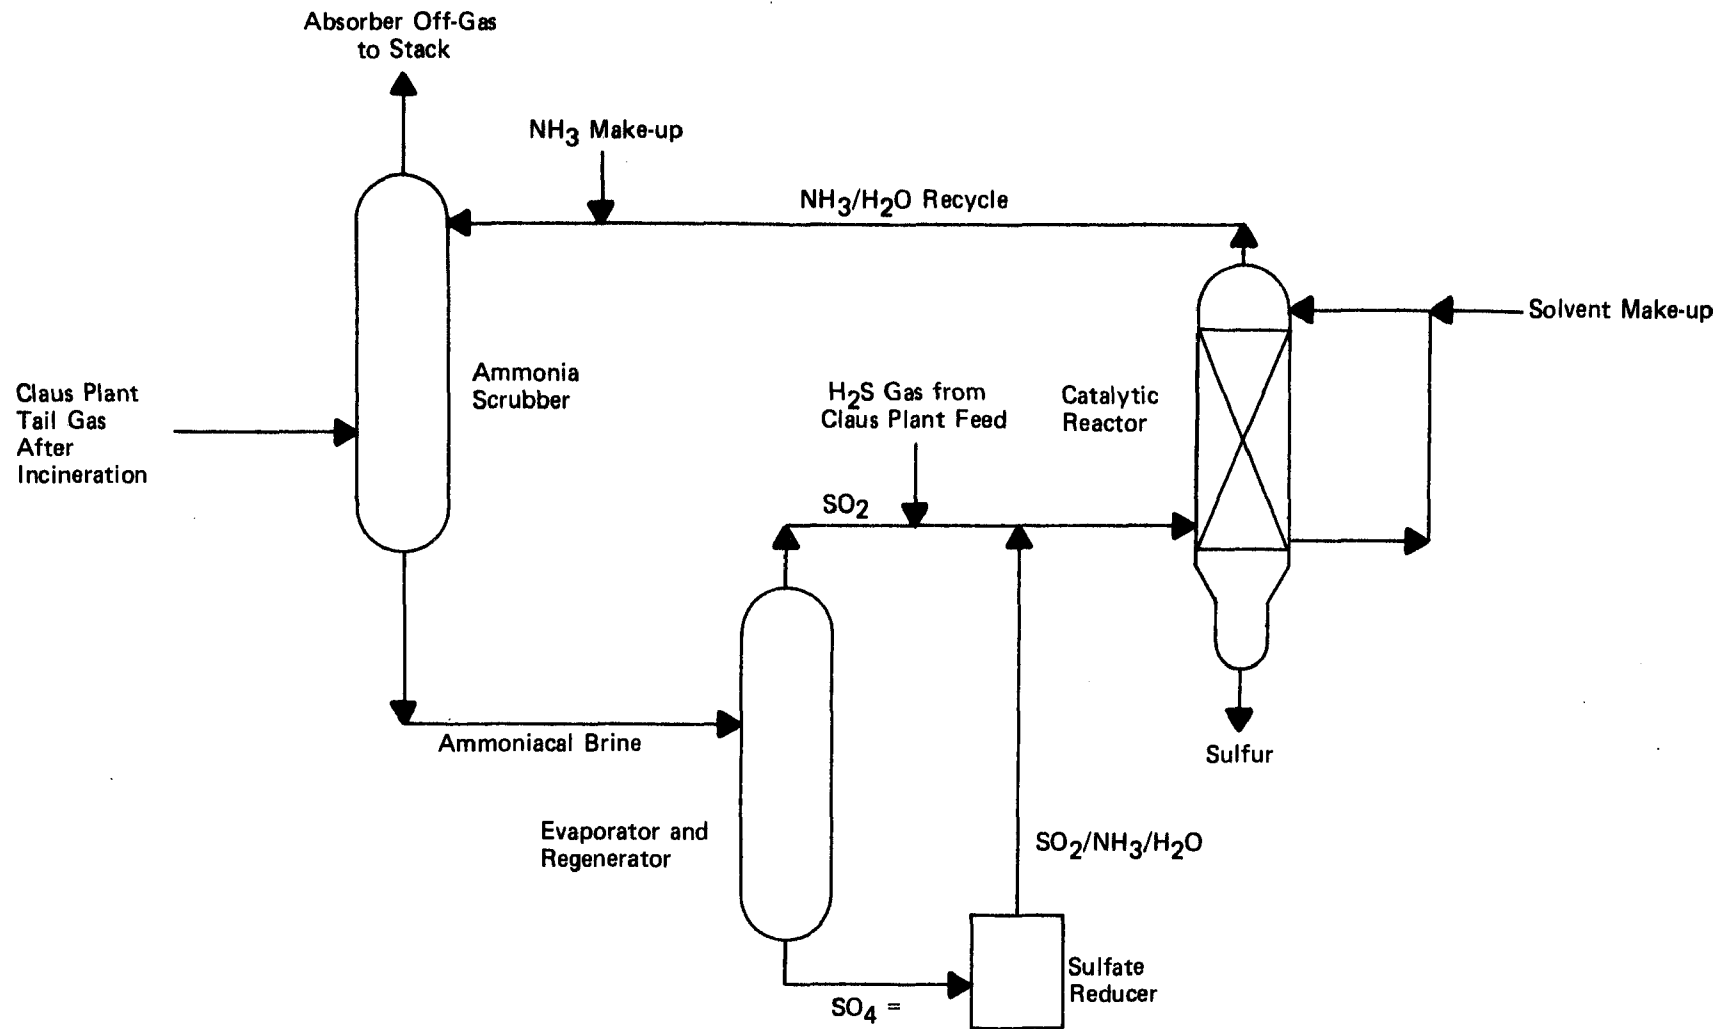 Absorber Off-Gas
to Stack
NH3 Make-up
NH3/H2O Recycle
Solvent Make-up
Claus Plant
Tail Gas
After
Incineration
Ammonia
Scrubber
H2S Gas from
Claus Plant Feed
Catalytic
Reactor
SO2
Ammoniacal Brine
Sulfur
Evaporator and
Regenerator
SO2/NH3/H2O
Sulfate
Reducer
SO4 =